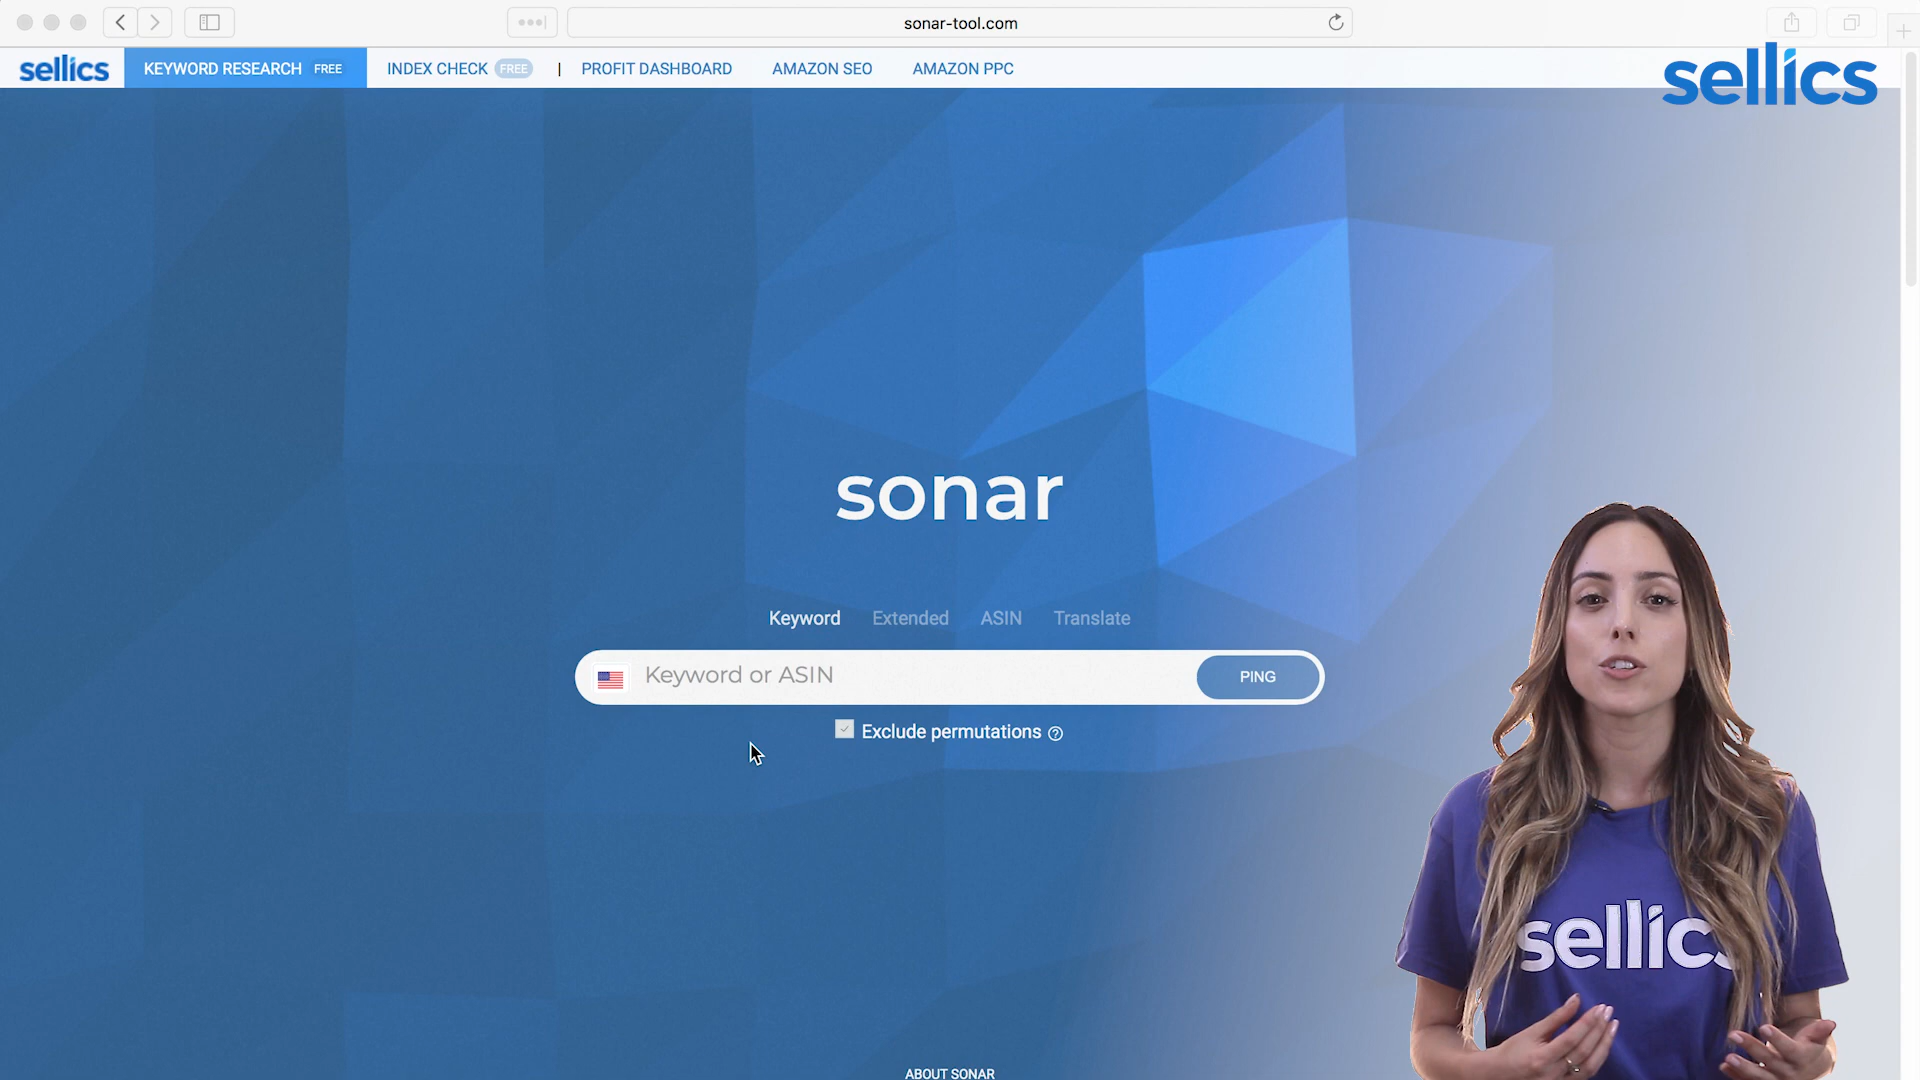 sonar-tool.com
sellics
KEYWORD RESEARCH FREE
INDEX CHECK FREE | PROFIT DASHBOARD AMAZON SEO AMAZON PPC
sellics
sonar
Keyword Extended ASIN Translate
Keyword or ASIN
PING
Exclude permutations ?
sellics
ABOUT SONAR